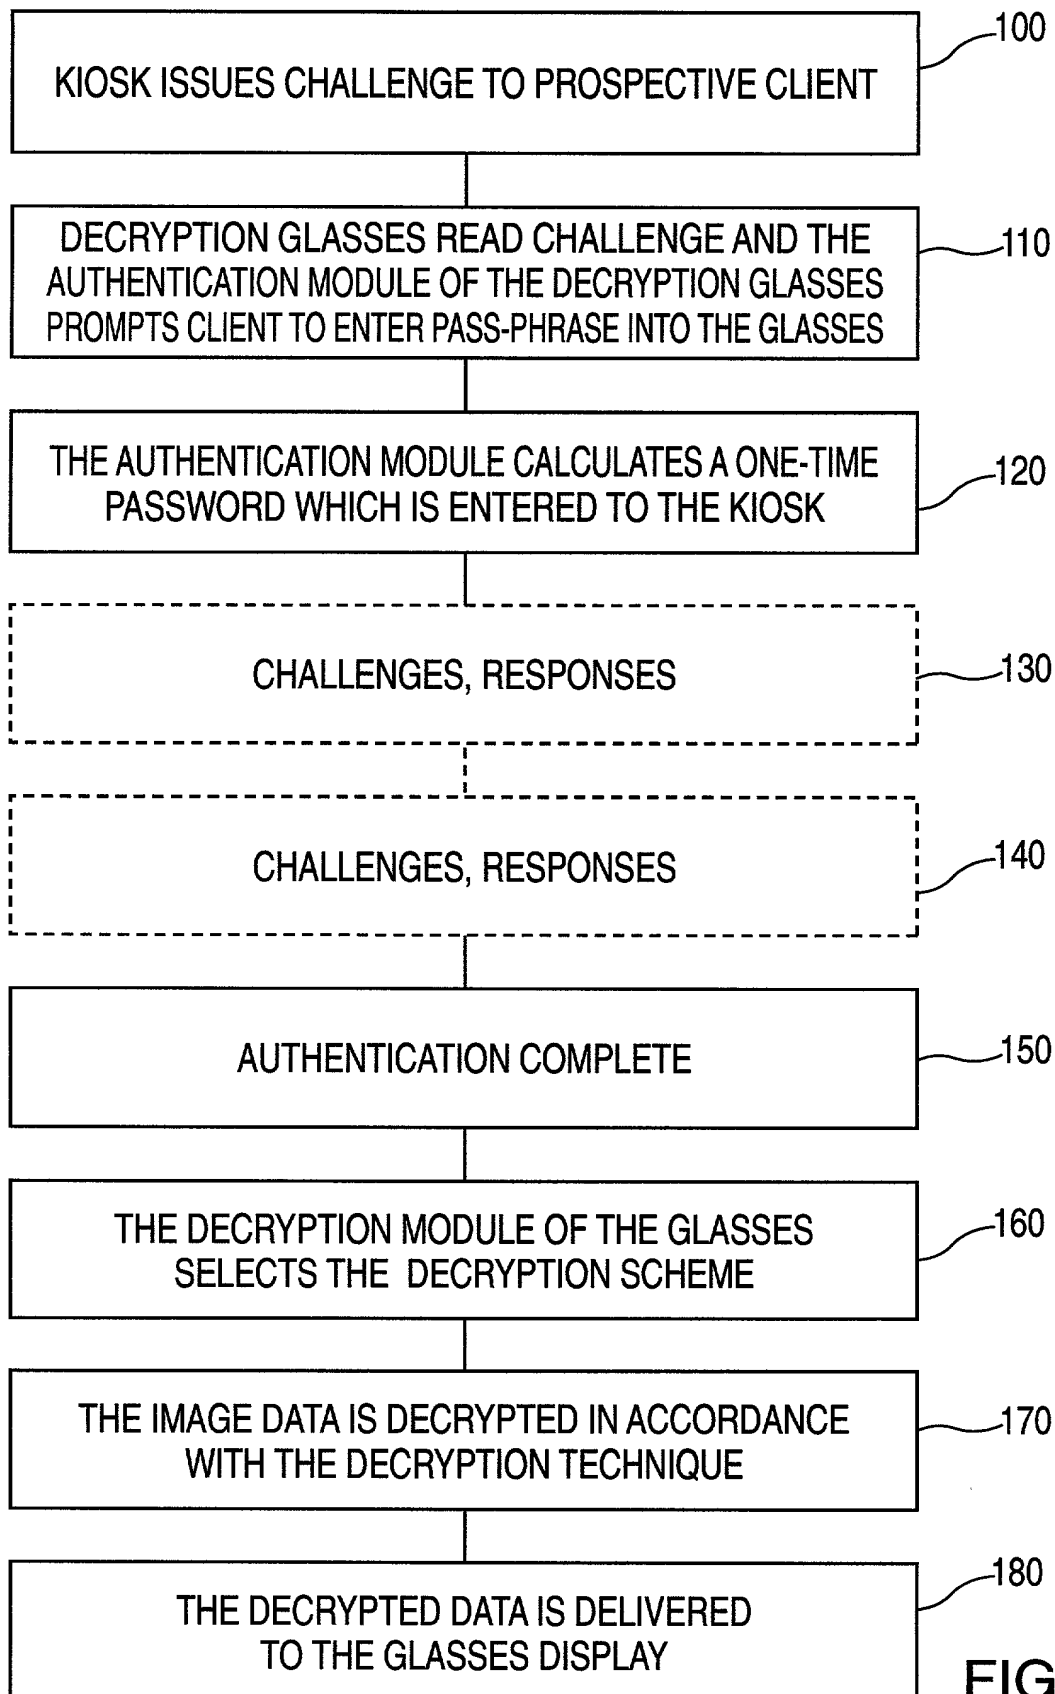 KIOSK ISSUES CHALLENGE TO PROSPECTIVE CLIENT
100
DECRYPTION GLASSES READ CHALLENGE AND THE
AUTHENTICATION MODULE OF THE DECRYPTION GLASSES
PROMPTS CLIENT TO ENTER PASS-PHRASE INTO THE GLASSES
110
THE AUTHENTICATION MODULE CALCULATES A ONE-TIME
PASSWORD WHICH IS ENTERED TO THE KIOSK
120
CHALLENGES, RESPONSES
130
CHALLENGES, RESPONSES
140
AUTHENTICATION COMPLETE
150
THE DECRYPTION MODULE OF THE GLASSES
SELECTS THE DECRYPTION SCHEME
160
THE IMAGE DATA IS DECRYPTED IN ACCORDANCE
WITH THE DECRYPTION TECHNIQUE
170
THE DECRYPTED DATA IS DELIVERED
TO THE GLASSES DISPLAY
180
FIG